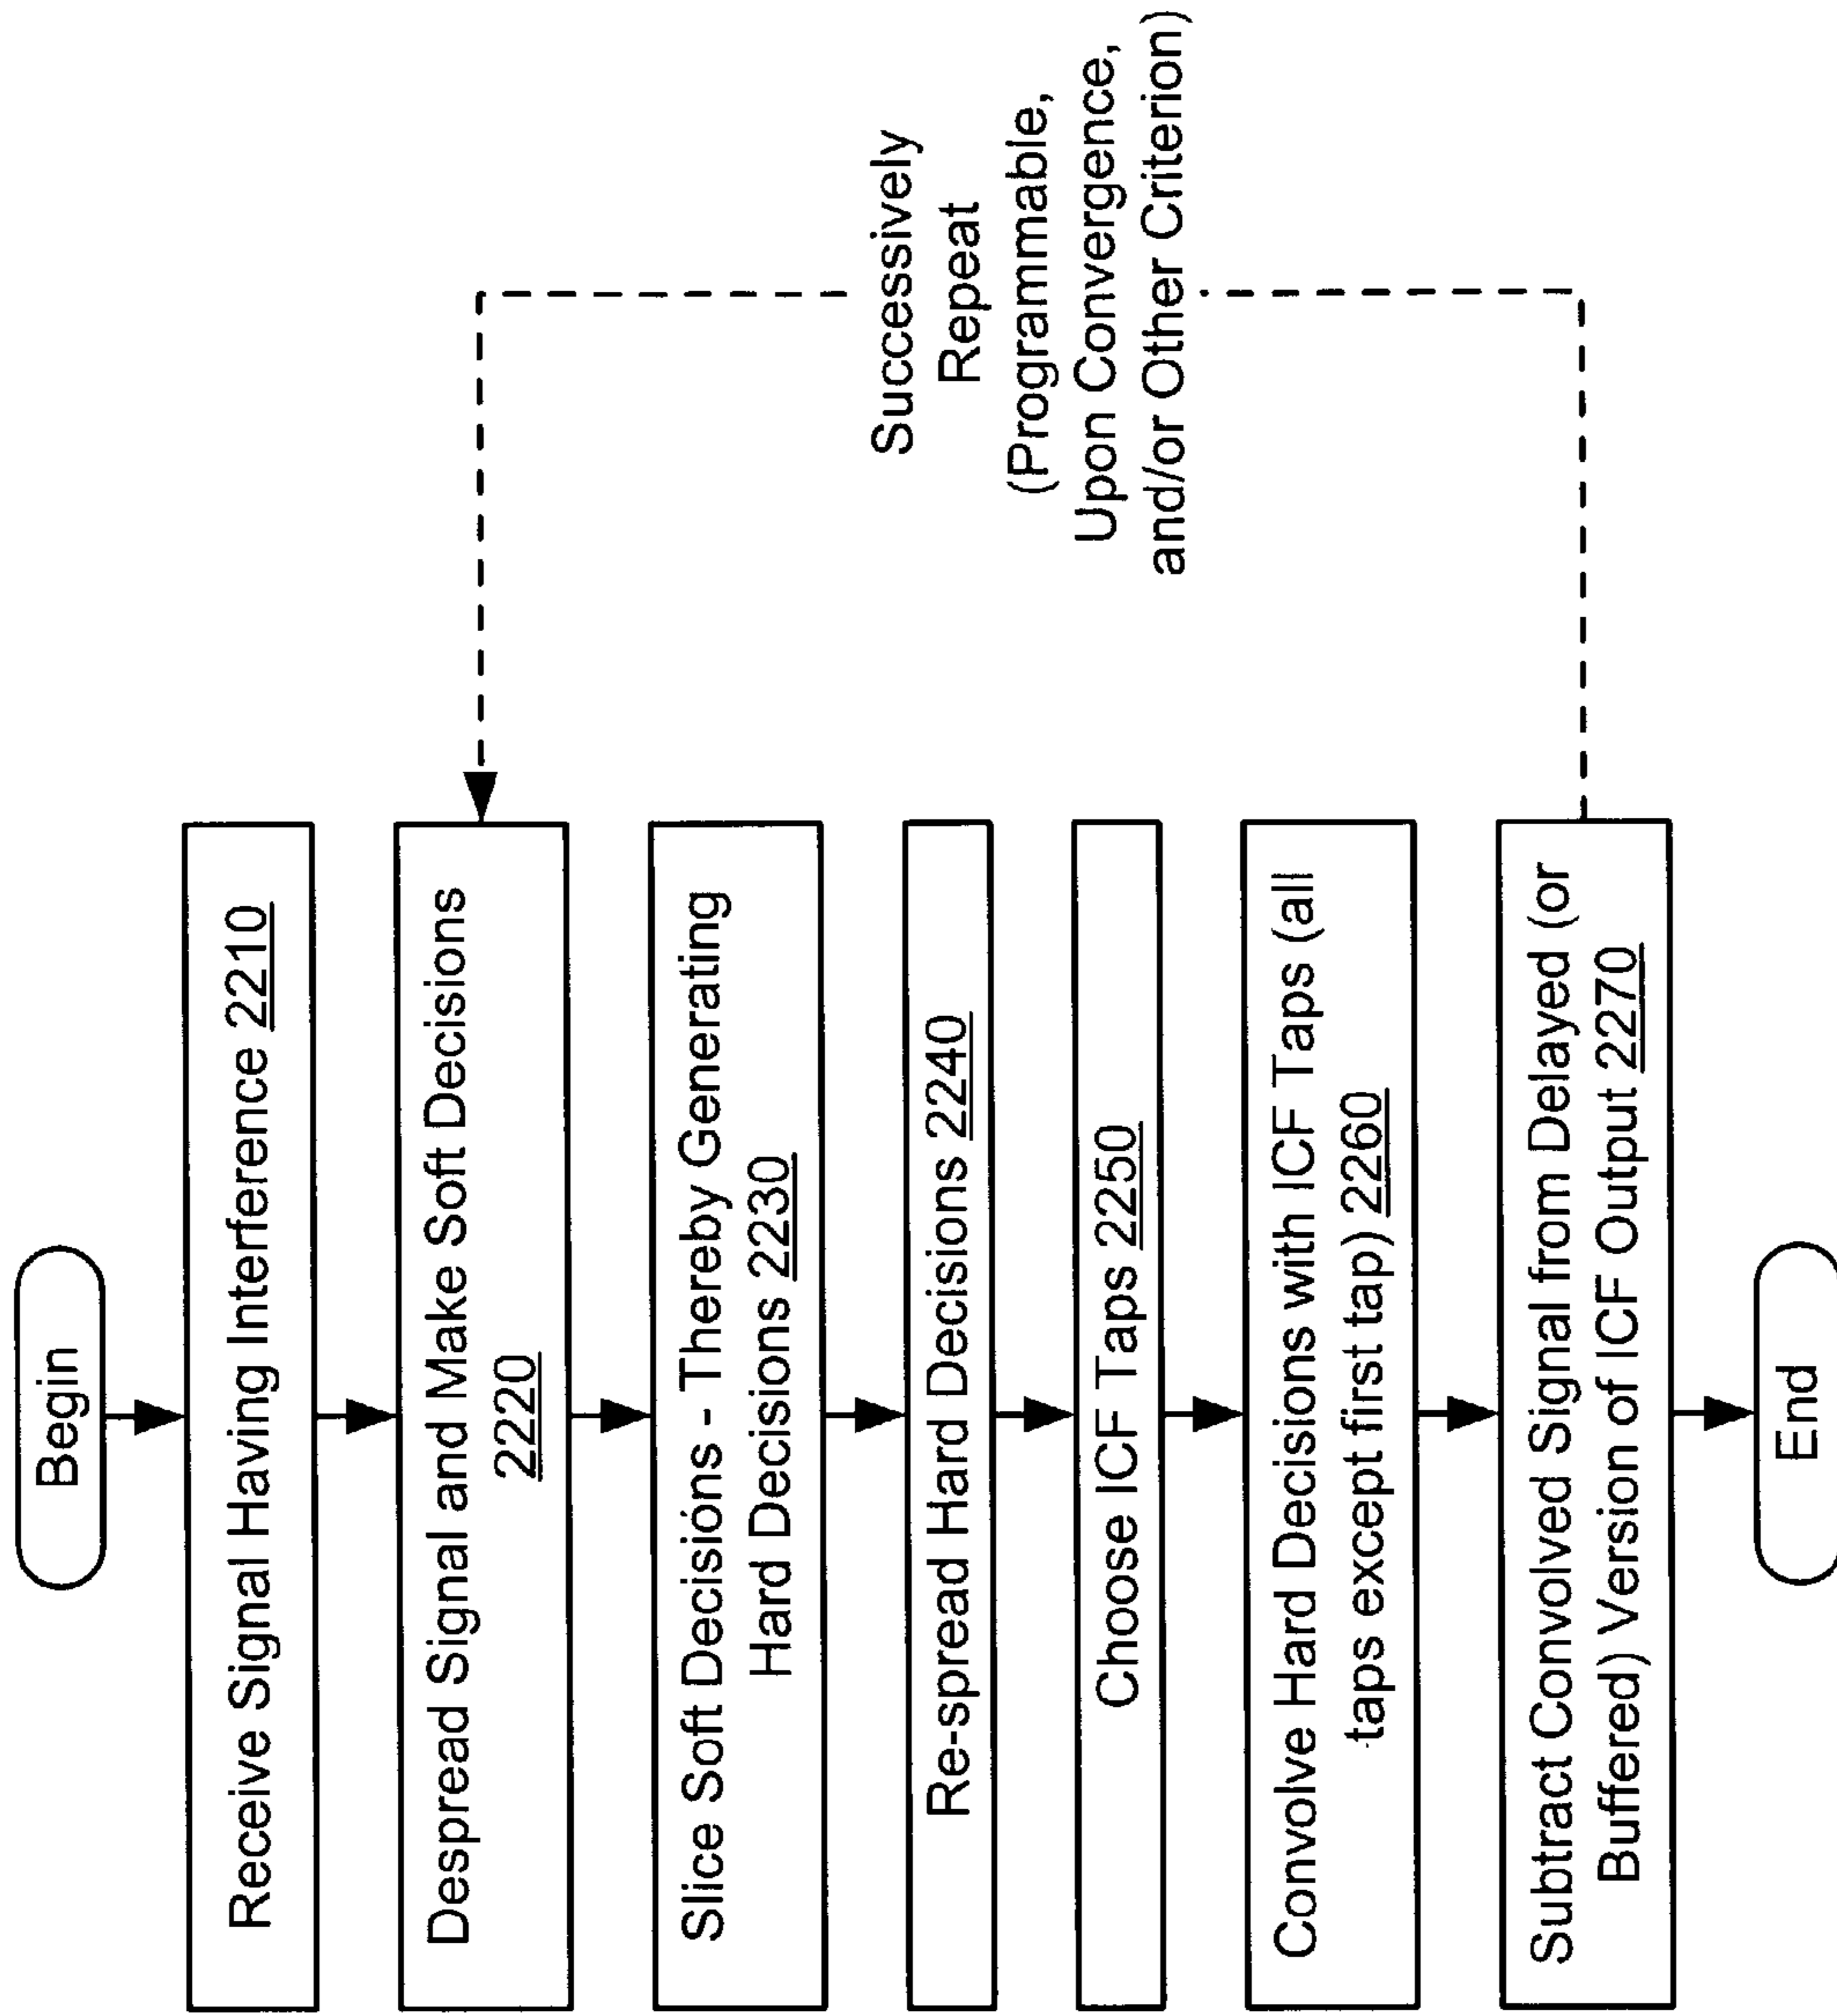 Begin
Receive Signal Having Interference 2210
Despread Signal and Make Soft Decisions
2220
Slice Soft Decisions - Thereby Generating
Hard Decisions 2230
Re-spread Hard Decisions 2240
Choose ICF Taps 2250
Convolve Hard Decisions with ICF Taps (all
taps except first tap) 2260
Subtract Convolved Signal from Delayed (or
Buffered) Version of ICF Output 2270
End
Successively
Repeat
(Programmable,
Upon Convergence,
and/or Other Criterion)